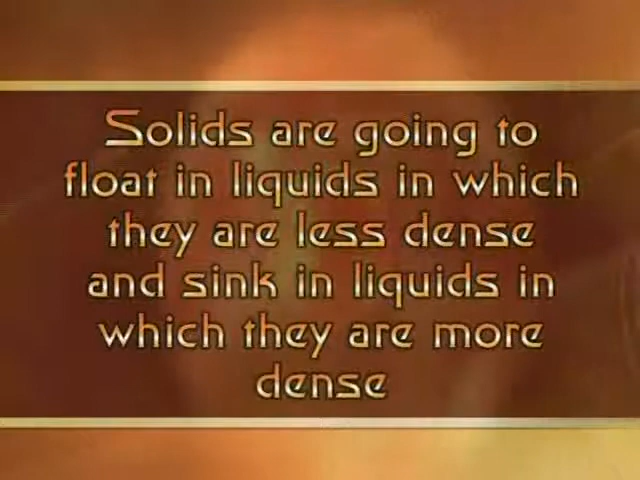 Solids are going to
float in liquids in which
they are less dense
and sink in liquids in
which they are more
dense